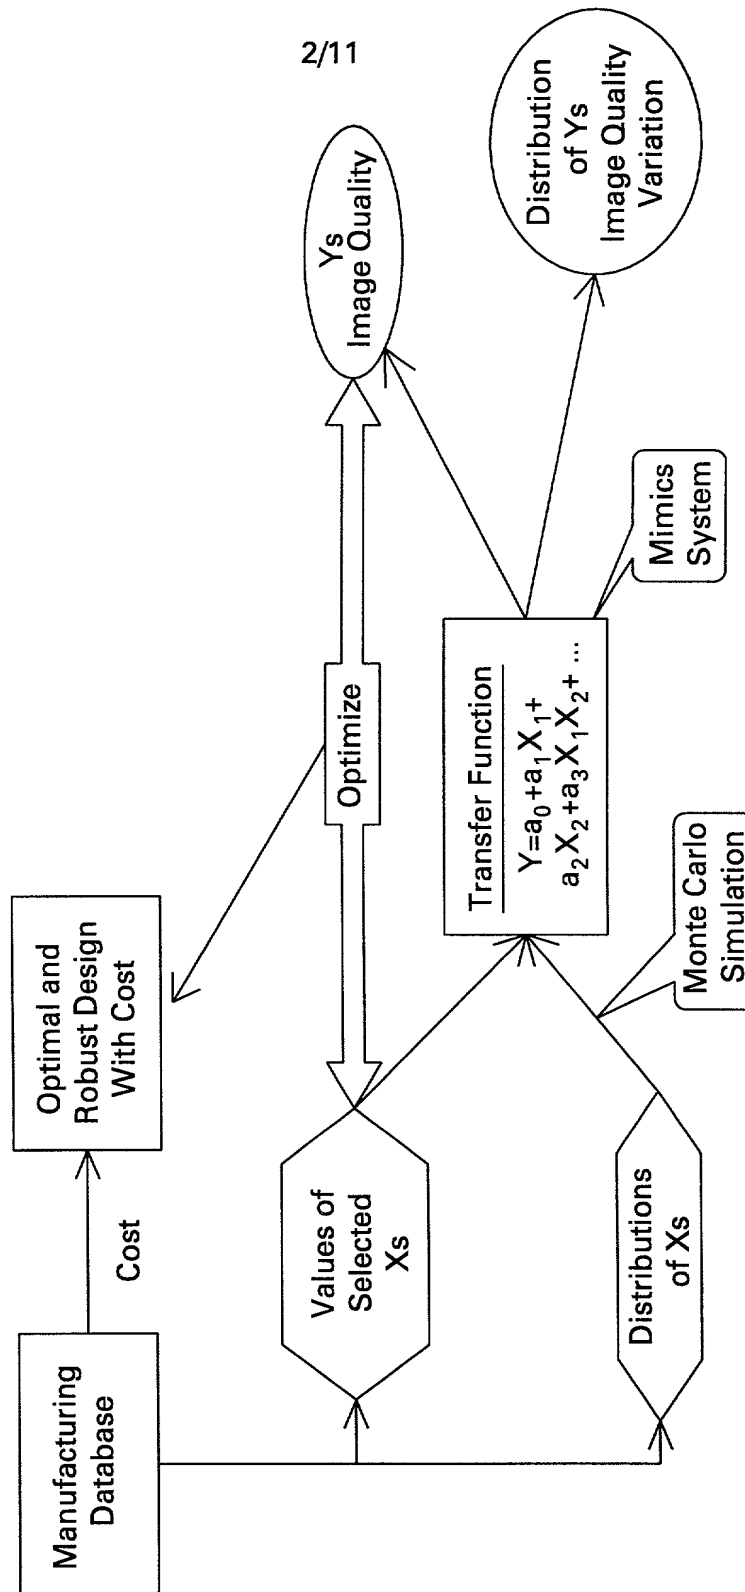 2/11
Manufacturing
Database
Cost
Optimal and
Robust Design
With Cost
Values of
Selected
Xs
Optimize
Ys
Image Quality
Distributions
of Xs
Monte Carlo
Simulation
Transfer Function
Y=a₀+a₁X₁+
a₂X₂+a₃X₁X₂+ ...
Mimics
System
Distribution
of Ys
Image Quality
Variation